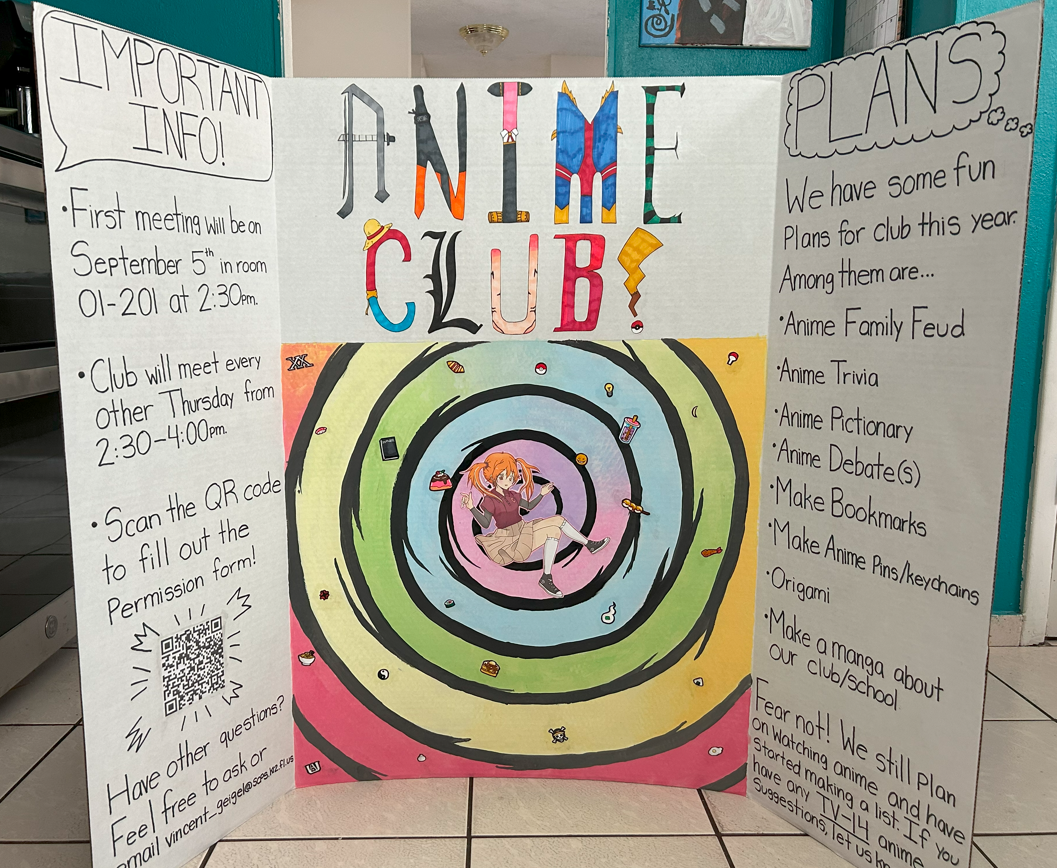 IMPORTANT
INFO!
·First meeting will be on
September 5th in room
01-201 at 2:30pm.
·Club will meet every
other Thursday from
2:30-4:00pm.
·Scan the QR code
to fill out the
Permission form!
Have other questions?
Feel free to ask or
email vincent_geigel@scps.k12.fl.us
ANIME
CLUB!
PLANS
We have some fun
Plans for club this year.
Among them are...
·Anime Family Feud
·Anime Trivia
·Anime Pictionary
·Anime Debate(s)
·Make Bookmarks
·Make Anime Pins/keychains
·Origami
·Make a manga about
our club/school
Fear not! We still plan
on watching anime and have
started making a list. If you
have any TV-14 anime
suggestions, let us